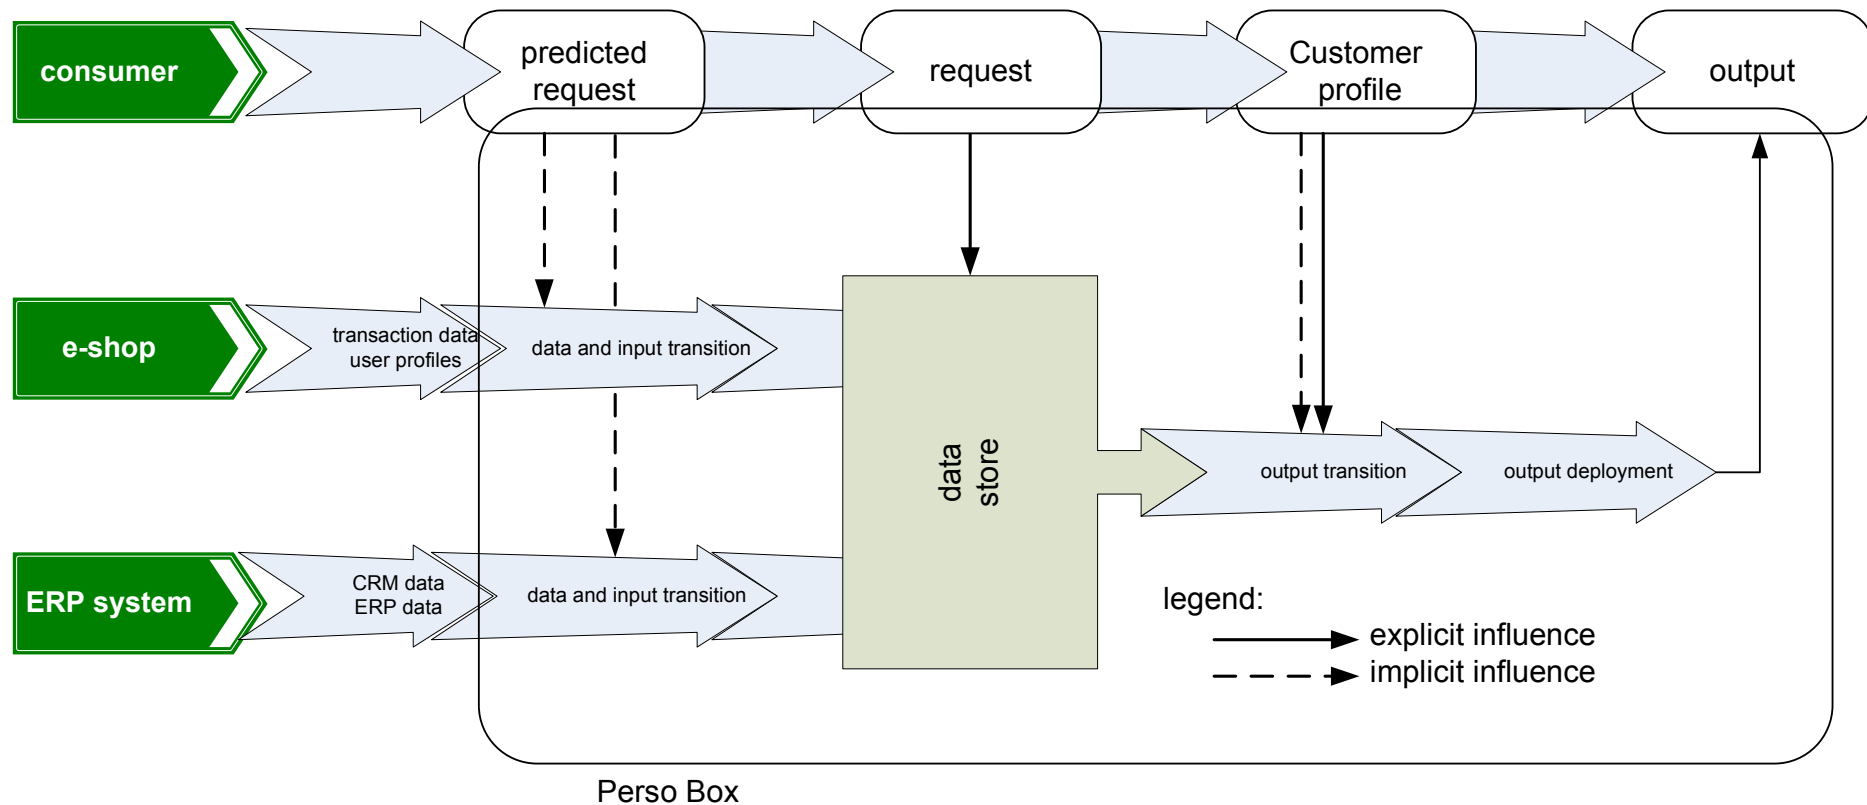 consumer
predicted
request
request
Customer
profile
output
e-shop
transaction data
user profiles
data and input transition
data
store
output transition
output deployment
ERP system
CRM data
ERP data
data and input transition
legend:
explicit influence
implicit influence
Perso Box